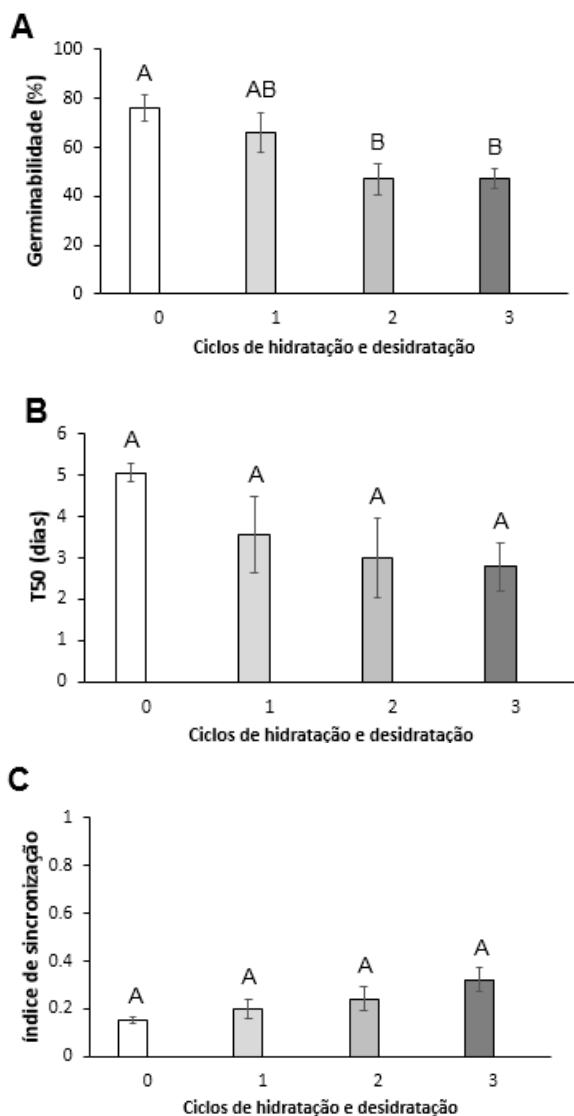 A
Germinabilidade (%)
100
80
60
40
20
0
A
AB
B
B
0 1 2 3
Ciclos de hidratação e desidratação
B
T50 (dias)
6
5
4
3
2
1
0
A
A
A
A
0 1 2 3
Ciclos de hidratação e desidratação
C
índice de sincronização
1
0.8
0.6
0.4
0.2
0
A
A
A
A
0 1 2 3
Ciclos de hidratação e desidratação